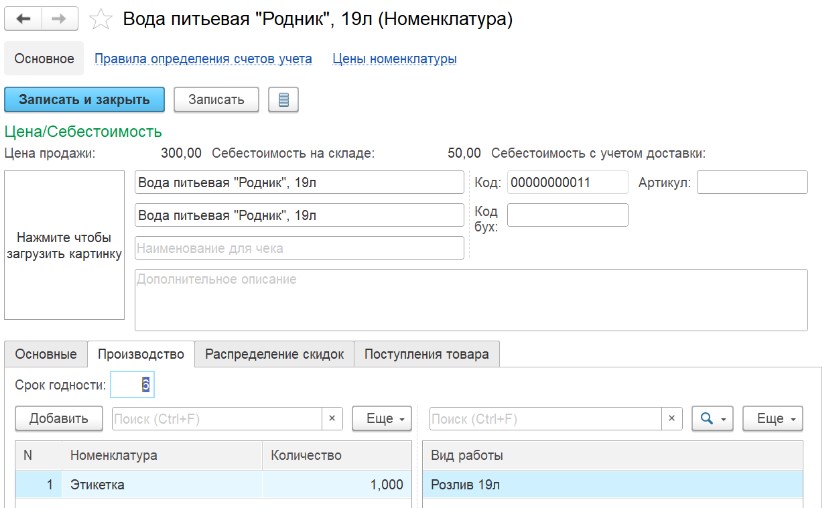 Вода питьевая "Родник", 19л (Номенклатура)
Основное Правила определения счетов учета Цены номенклатуры
Записать и закрыть Записать
Цена/Себестоимость
Цена продажи: 300,00 Себестоимость на складе: 50,00 Себестоимость с учетом доставки:
Нажмите чтобы
загрузить картинку
Вода питьевая "Родник", 19л
Код: 00000000011 Артикул:
Вода питьевая "Родник", 19л
Код
бух:
Наименование для чека
Дополнительное описание
Основные Производство Распределение скидок Поступления товара
Срок годности: 6
Добавить Поиск (Ctrl+F) × Еще Поиск (Ctrl+F) × Еще
N Номенклатура Количество Вид работы
1 Этикетка 1,000 Розлив 19л